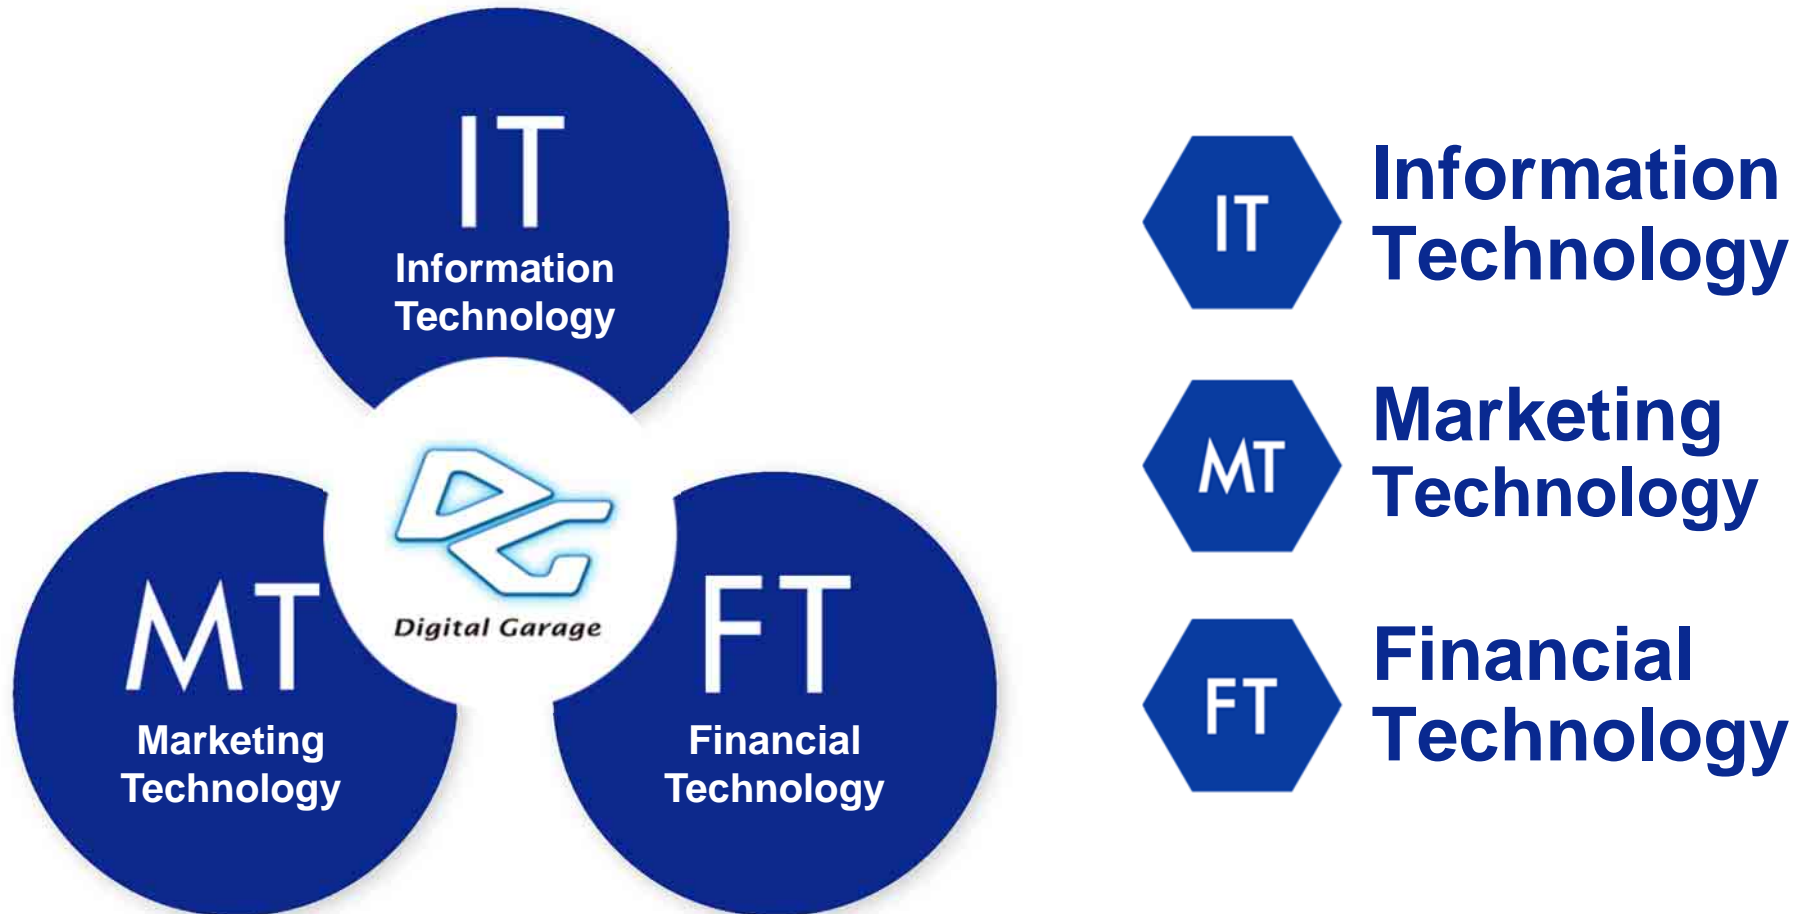 IT
Information
Technology
DG
Digital Garage
MT
Marketing
Technology
FT
Financial
Technology
IT
Information
Technology
MT
Marketing
Technology
FT
Financial
Technology